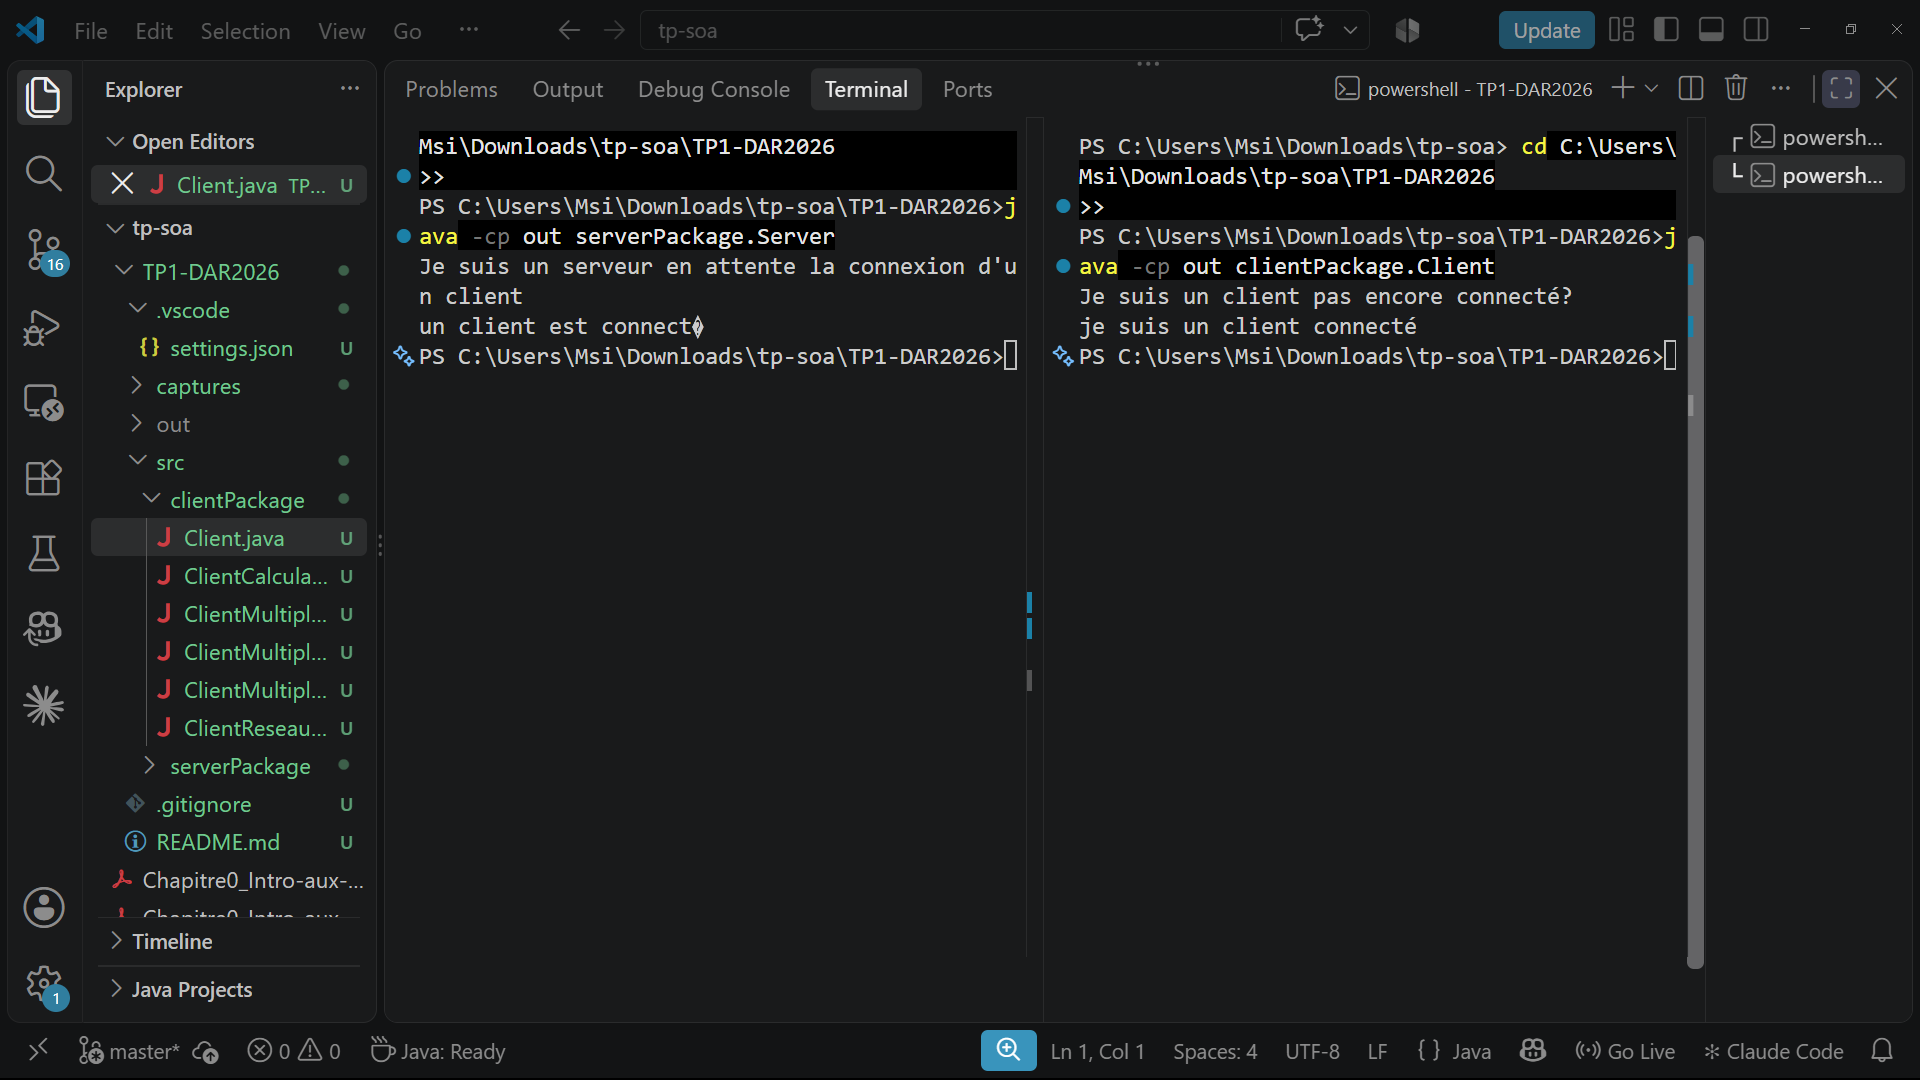 File Edit Selection View Go ···
tp-soa
Update
Explorer
Open Editors
Client.java TP... U
tp-soa
TP1-DAR2026
.vscode
{} settings.json U
captures
out
src
clientPackage
J Client.java U
J ClientCalcula... U
J ClientMultipl... U
J ClientMultipl... U
J ClientMultipl... U
J ClientReseau... U
serverPackage
.gitignore U
README.md U
Chapitre0_Intro-aux-...
Chapitre0_Intro-aux-
Timeline
Java Projects
16
1
Problems Output Debug Console Terminal Ports
powershell - TP1-DAR2026
Msi\Downloads\tp-soa\TP1-DAR2026
>>
PS C:\Users\Msi\Downloads\tp-soa\TP1-DAR2026>j
ava -cp out serverPackage.Server
Je suis un serveur en attente la connexion d'u
n client
un client est connect�
PS C:\Users\Msi\Downloads\tp-soa\TP1-DAR2026>
PS C:\Users\Msi\Downloads\tp-soa> cd C:\Users\
Msi\Downloads\tp-soa\TP1-DAR2026
>>
PS C:\Users\Msi\Downloads\tp-soa\TP1-DAR2026>j
ava -cp out clientPackage.Client
Je suis un client pas encore connecté?
je suis un client connecté
PS C:\Users\Msi\Downloads\tp-soa\TP1-DAR2026>
powersh...
powersh...
master* 0 0 Java: Ready
Ln 1, Col 1 Spaces: 4 UTF-8 LF {} Java Go Live Claude Code